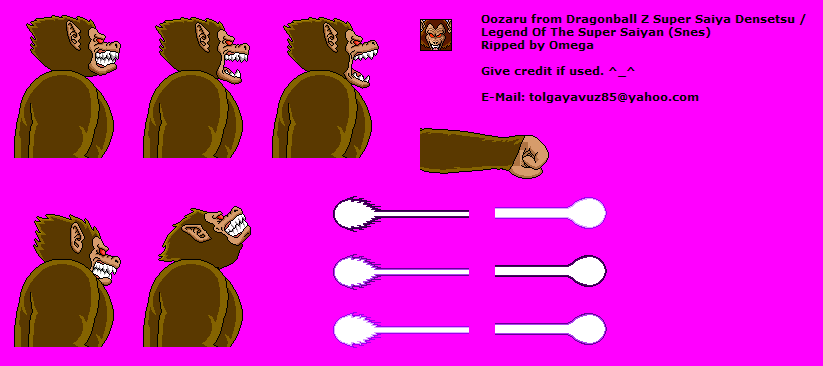 Oozaru from Dragonball Z Super Saiya Densetsu /
Legend Of The Super Saiyan (Snes)
Ripped by Omega
Give credit if used. ^_^
E-Mail: tolgayavuz85@yahoo.com